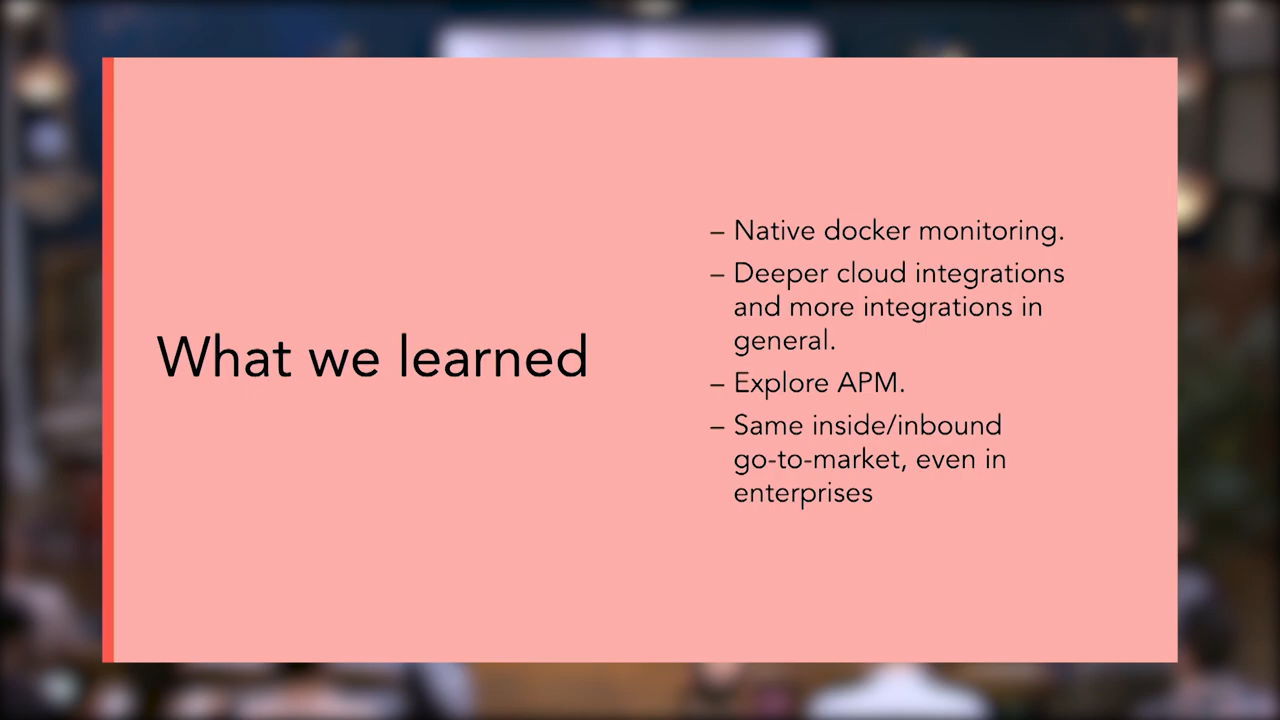 What we learned
– Native docker monitoring.
– Deeper cloud integrations
and more integrations in
general.
– Explore APM.
– Same inside/inbound
go-to-market, even in
enterprises